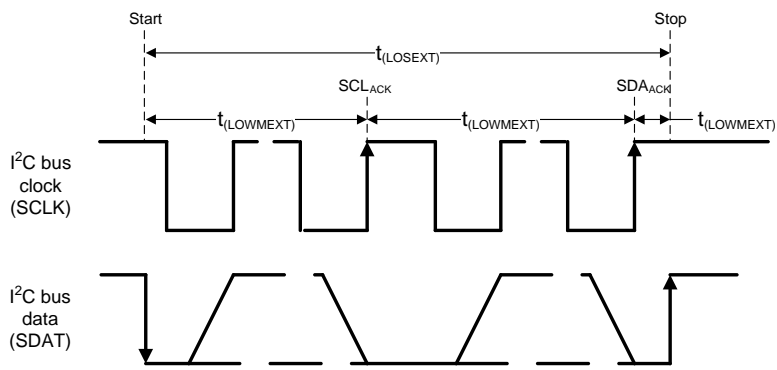 Start Stop
t(LOSEXT)
SCLACK SDAACK
t(LOWMEXT) t(LOWMEXT) t(LOWMEXT)
I2C bus
clock
(SCLK)
I2C bus
data
(SDAT)